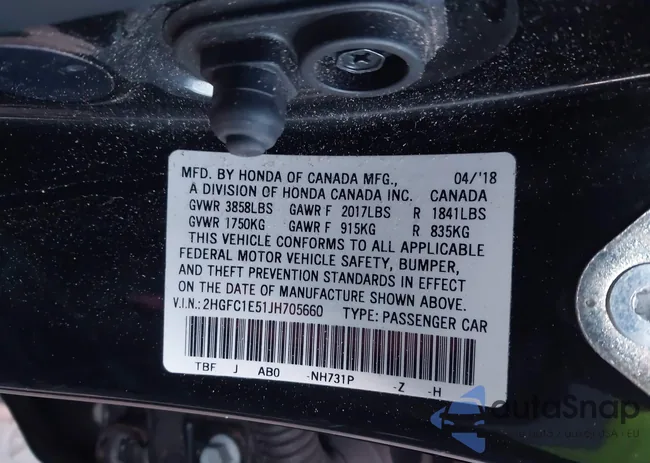 MFD. BY HONDA OF CANADA MFG., 04/'18
A DIVISION OF HONDA CANADA INC. CANADA
GVWR 3858LBS GAWR F 2017LBS R 1841LBS
GVWR 1750KG GAWR F 915KG R 835KG
THIS VEHICLE CONFORMS TO ALL APPLICABLE
FEDERAL MOTOR VEHICLE SAFETY, BUMPER,
AND THEFT PREVENTION STANDARDS IN EFFECT
ON THE DATE OF MANUFACTURE SHOWN ABOVE.
V.I.N.:2HGFC1E51JH705660 TYPE: PASSENGER CAR
TBF J AB0 -NH731P -Z -H
autoSnap